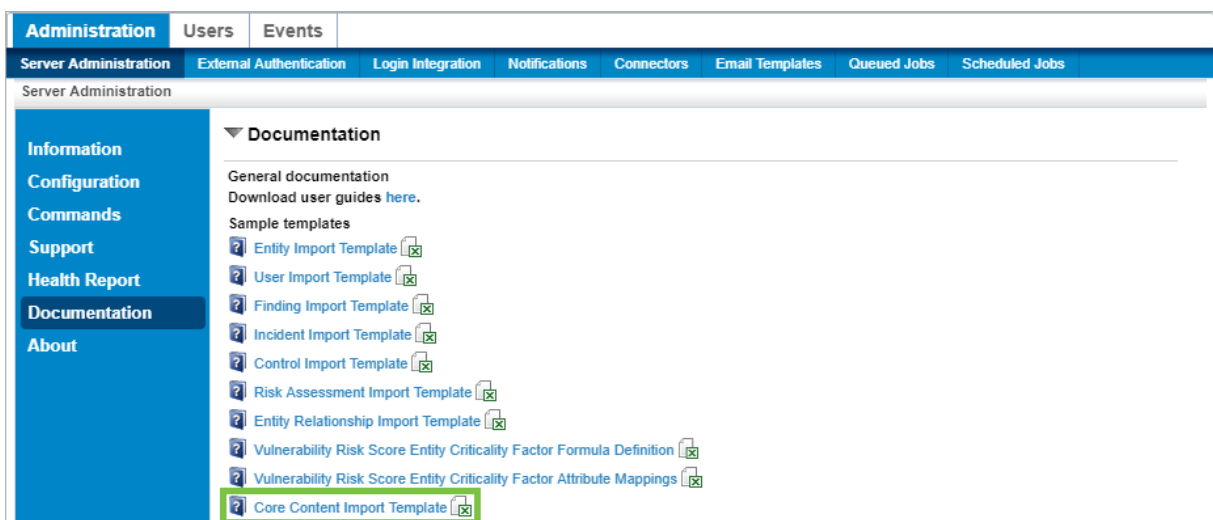 Administration Users Events
Server Administration External Authentication Login Integration Notifications Connectors Email Templates Queued Jobs Scheduled Jobs
Server Administration
Information
Configuration
Commands
Support
Health Report
Documentation
About
Documentation
General documentation
Download user guides here.
Sample templates
Entity Import Template
User Import Template
Finding Import Template
Incident Import Template
Control Import Template
Risk Assessment Import Template
Entity Relationship Import Template
Vulnerability Risk Score Entity Criticality Factor Formula Definition
Vulnerability Risk Score Entity Criticality Factor Attribute Mappings
Core Content Import Template